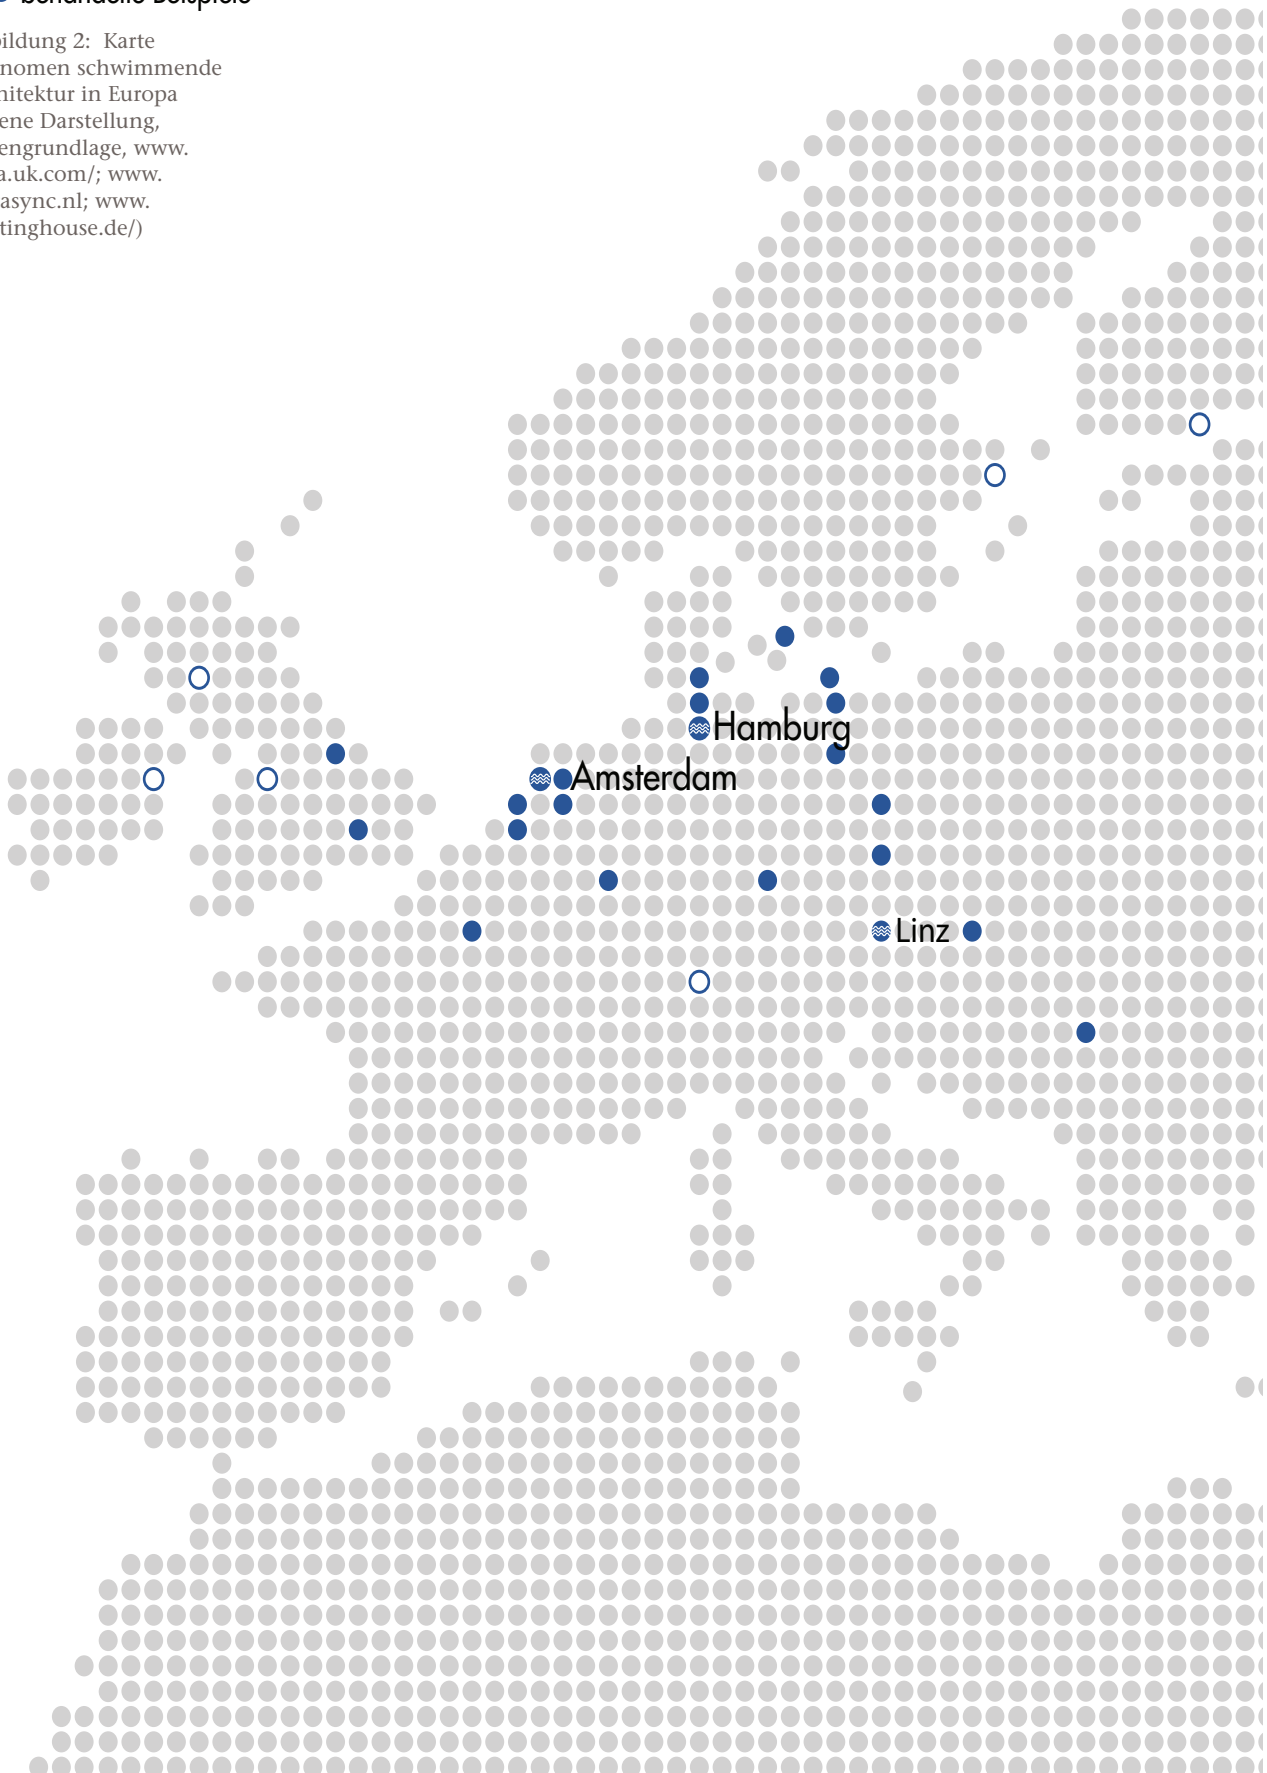 behandelte Beispiele
bildung 2: Karte
nomen schwimmende
hitektur in Europa
ene Darstellung,
engrundlage, www.
a.uk.com/; www.
async.nl; www.
tinghouse.de/)
Hamburg
Amsterdam
Linz